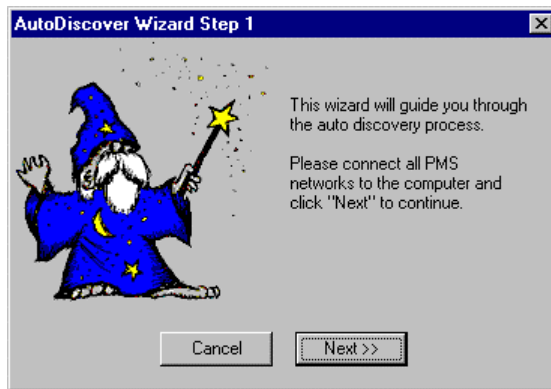 AutoDiscover Wizard Step 1
This wizard will guide you through
the auto discovery process.
Please connect all PMS
networks to the computer and
click "Next" to continue.
Cancel
Next >>